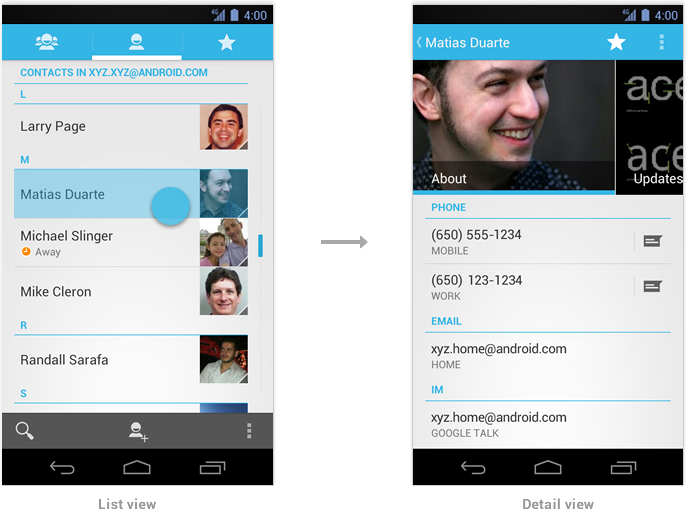 4G 4:00
CONTACTS IN XYZ.XYZ@ANDROID.COM
L
Larry Page
M
Matias Duarte
Michael Slinger
Away
Mike Cleron
R
Randall Sarafa
S
List view
4G 4:00
Matias Duarte
About
Updates
PHONE
(650) 555-1234
MOBILE
(650) 123-1234
WORK
EMAIL
xyz.home@android.com
HOME
IM
xyz.home@android.com
GOOGLE TALK
Detail view